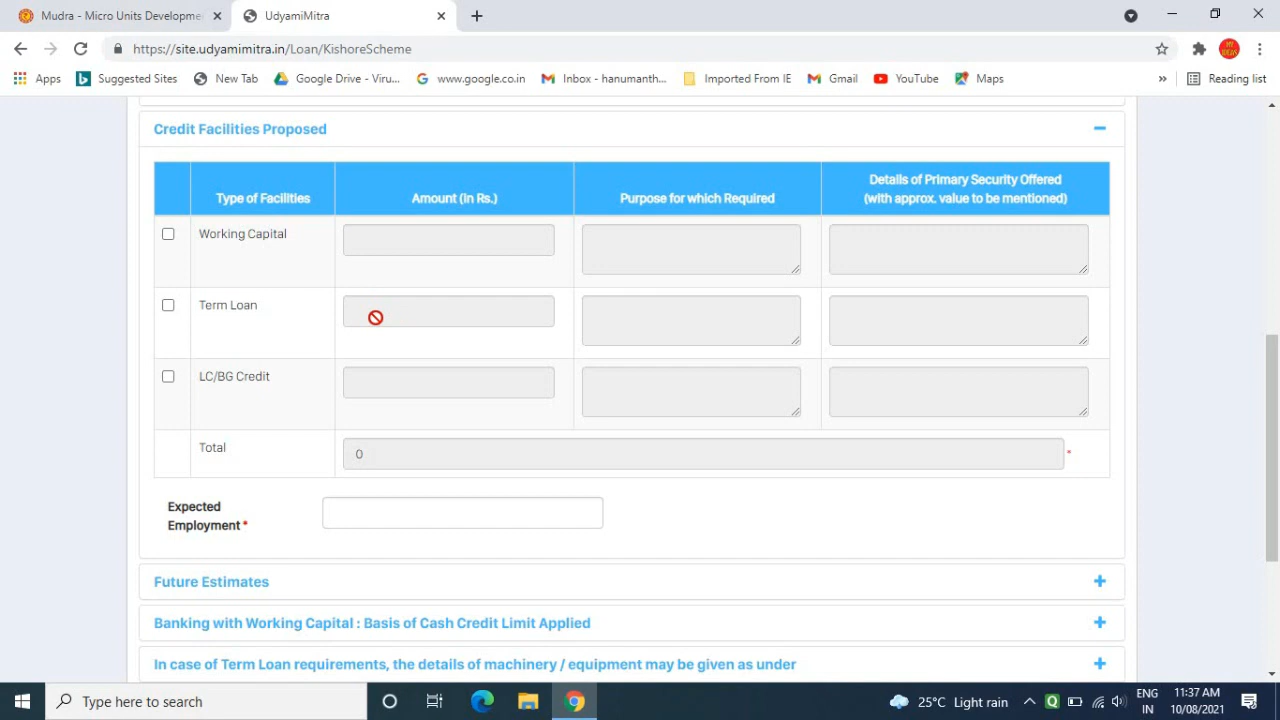 Mudra - Micro Units Developme
UdyamiMitra
https://site.udyamimitra.in/Loan/KishoreScheme
Apps
Suggested Sites
New Tab
Google Drive - Viru...
www.google.co.in
Inbox - hanumanth...
Imported From IE
Gmail
YouTube
Maps
»
Reading list
Credit Facilities Proposed
Type of Facilities
Amount (In Rs.)
Purpose for which Required
Details of Primary Security Offered
(with approx. value to be mentioned)
Working Capital
Term Loan
LC/BG Credit
Total
0
*
Expected
Employment *
Future Estimates
Banking with Working Capital : Basis of Cash Credit Limit Applied
In case of Term Loan requirements, the details of machinery / equipment may be given as under
Type here to search
25°C Light rain
ENG
IN
11:37 AM
10/08/2021